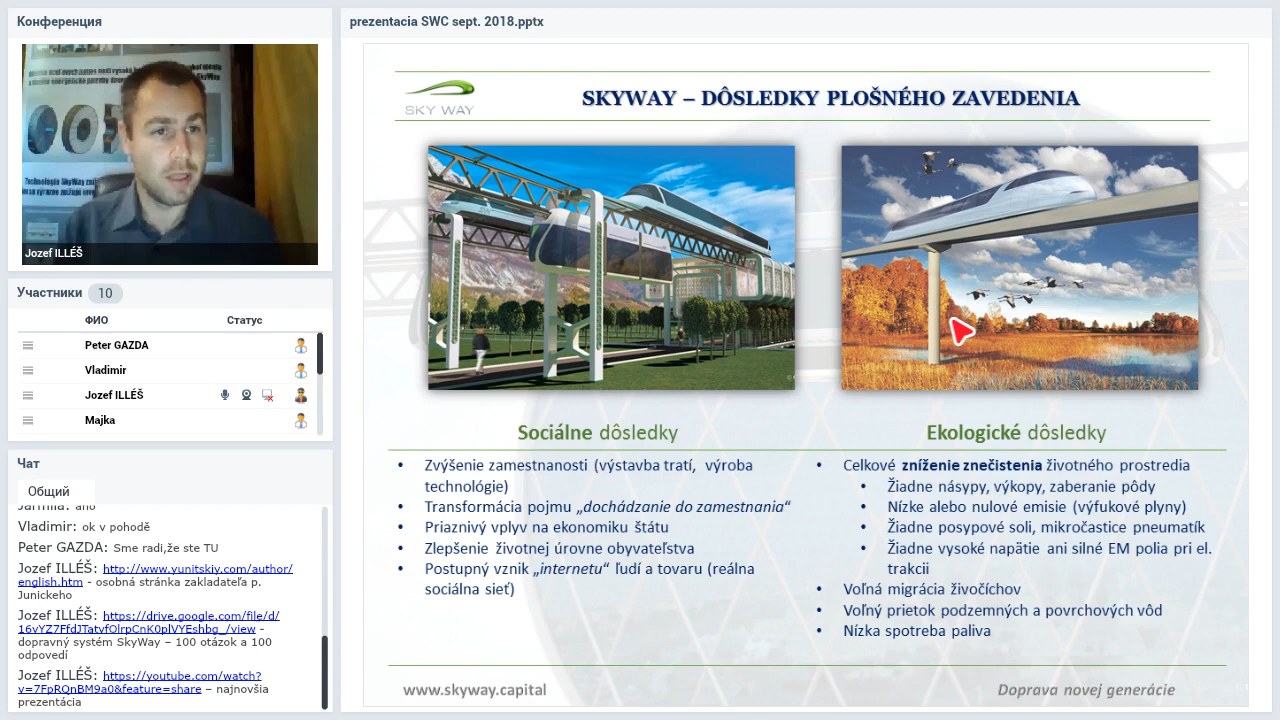 Конференция
Jozef ILLÉŠ
Участники 10
ФИО Статус
Peter GAZDA
Vladimir
Jozef ILLÉŠ
Majka
Чат
Общий
Jarmila: áno
Vladimir: ok v pohodě
Peter GAZDA: Sme radi,že ste TU
Jozef ILLÉŠ: http://www.yunitskiy.com/author/
english.htm - osobná stránka zakladateľa p.
Junickeho
Jozef ILLÉŠ: https://drive.google.com/file/d/
16vYZ7FfdJTatvfOlrpCnK0plVYEshbg_/view -
dopravný systém SkyWay – 100 otázok a 100
odpovedí
Jozef ILLÉŠ: https://youtube.com/watch?
v=7FpRQnBM9a0&feature=share – najnovšia
prezentácia
prezentacia SWC sept. 2018.pptx
SKY WAY
SKYWAY – DÔSLEDKY PLOŠNÉHO ZAVEDENIA
Sociálne dôsledky
• Zvýšenie zamestnanosti (výstavba tratí, výroba
technológie)
• Transformácia pojmu „dochádzanie do zamestnania“
• Priaznivý vplyv na ekonomiku štátu
• Zlepšenie životnej úrovne obyvateľstva
• Postupný vznik „internetu“ ľudí a tovaru (reálna
sociálna sieť)
Ekologické dôsledky
• Celkové zníženie znečistenia životného prostredia
• Žiadne násypy, výkopy, zaberanie pôdy
• Nízke alebo nulové emisie (výfukové plyny)
• Žiadne posypové soli, mikročastice pneumatík
• Žiadne vysoké napätie ani silné EM polia pri el.
trakcii
• Voľná migrácia živočíchov
• Voľný prietok podzemných a povrchových vôd
• Nízka spotreba paliva
www.skyway.capital
Doprava novej generácie